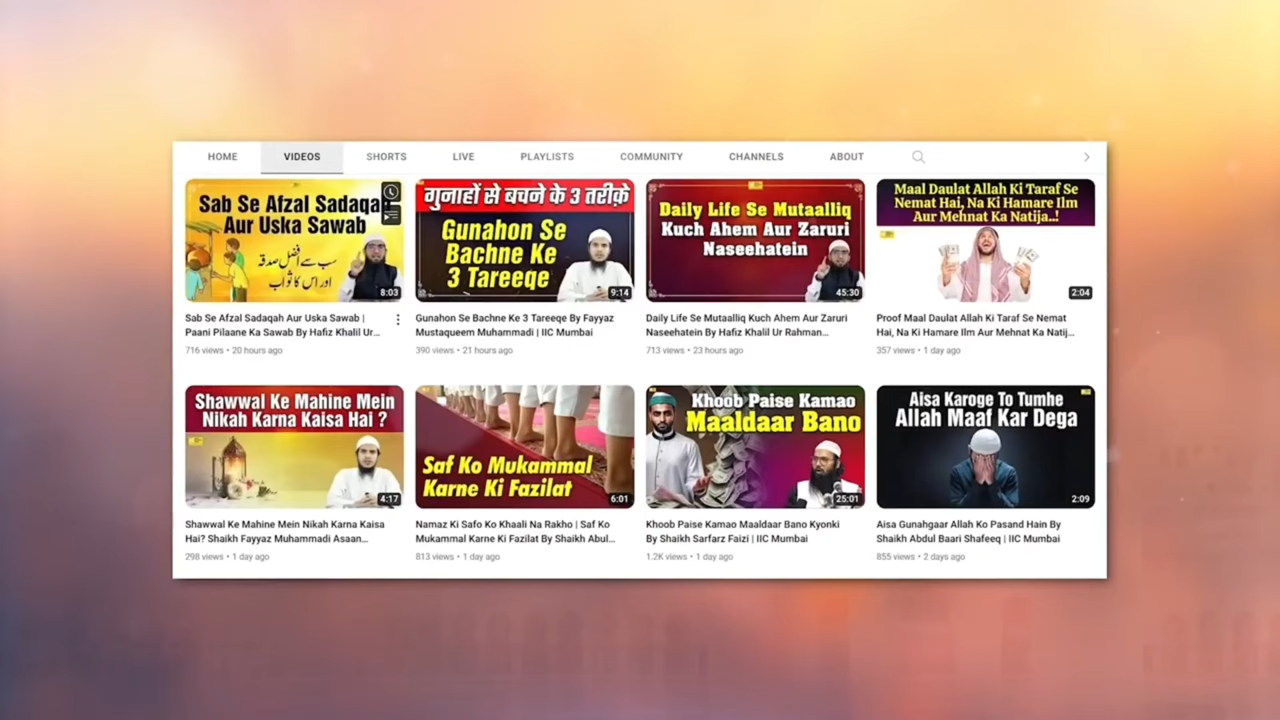 HOME VIDEOS SHORTS LIVE PLAYLISTS COMMUNITY CHANNELS ABOUT
Sab Se Afzal Sadaqah
Aur Uska Sawab
سب سے افضل صدقہ
اور اس کا ثواب
8:03
Sab Se Afzal Sadaqah Aur Uska Sawab |
Paani Pilaane Ka Sawab By Hafiz Khalil Ur...
716 views • 20 hours ago
गुनाहों से बचने के 3 तरीक़े
Gunahon Se
Bachne Ke
3 Tareeqe
9:14
Gunahon Se Bachne Ke 3 Tareeqe By Fayyaz
Mustaqueem Muhammadi | IIC Mumbai
390 views • 21 hours ago
Daily Life Se Mutaalliq
Kuch Ahem Aur Zaruri
Naseehatein
45:30
Daily Life Se Mutaalliq Kuch Ahem Aur Zaruri
Naseehatein By Hafiz Khalil Ur Rahman...
713 views • 23 hours ago
Maal Daulat Allah Ki Taraf Se
Nemat Hai, Na Ki Hamare Ilm
Aur Mehnat Ka Natija..!
2:04
Proof Maal Daulat Allah Ki Taraf Se Nemat
Hai, Na Ki Hamare Ilm Aur Mehnat Ka Natij...
357 views • 1 day ago
Shawwal Ke Mahine Mein
Nikah Karna Kaisa Hai ?
4:17
Shawwal Ke Mahine Mein Nikah Karna Kaisa
Hai? Shaikh Fayyaz Muhammadi Asaan...
298 views • 1 day ago
Saf Ko Mukammal
Karne Ki Fazilat
6:01
Namaz Ki Safo Ko Khaali Na Rakho | Saf Ko
Mukammal Karne Ki Fazilat By Shaikh Abul...
813 views • 1 day ago
Khoob Paise Kamao
Maaldaar Bano
25:01
Khoob Paise Kamao Maaldaar Bano Kyonki
By Shaikh Sarfarz Faizi | IIC Mumbai
1.2K views • 1 day ago
Aisa Karoge To Tumhe
Allah Maaf Kar Dega
2:09
Aisa Gunahgaar Allah Ko Pasand Hain By
Shaikh Abdul Baari Shafeeq | IIC Mumbai
855 views • 2 days ago